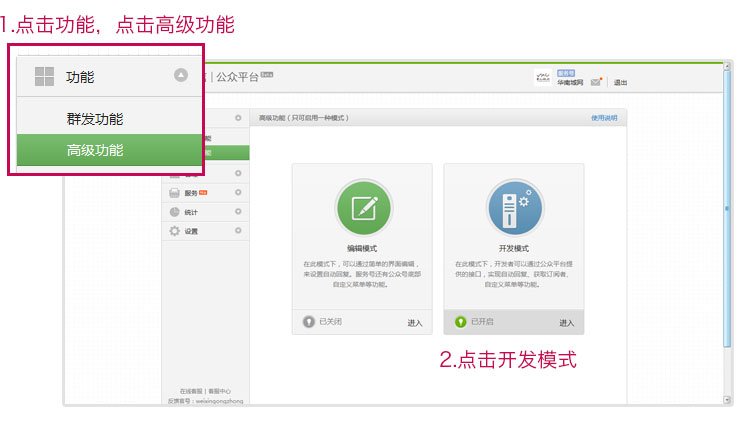 1.点击功能，点击高级功能
功能
群发功能
高级功能
| 公众平台 Beta
服务号
华南城网
退出
高级功能（只可启用一种模式）
使用说明
服务
统计
设置
编辑模式
在此模式下，可以通过简单的界面编辑，
来设置自动回复。服务号还有公众号底部
自定义菜单等功能。
已关闭
进入
开发模式
在此模式下，开发者可以通过公众平台提
供的接口，实现自动回复、获取订阅者、
自定义菜单等功能。
已开启
进入
2.点击开发模式
在线客服 | 客服中心
反馈官号：weixingongzhong